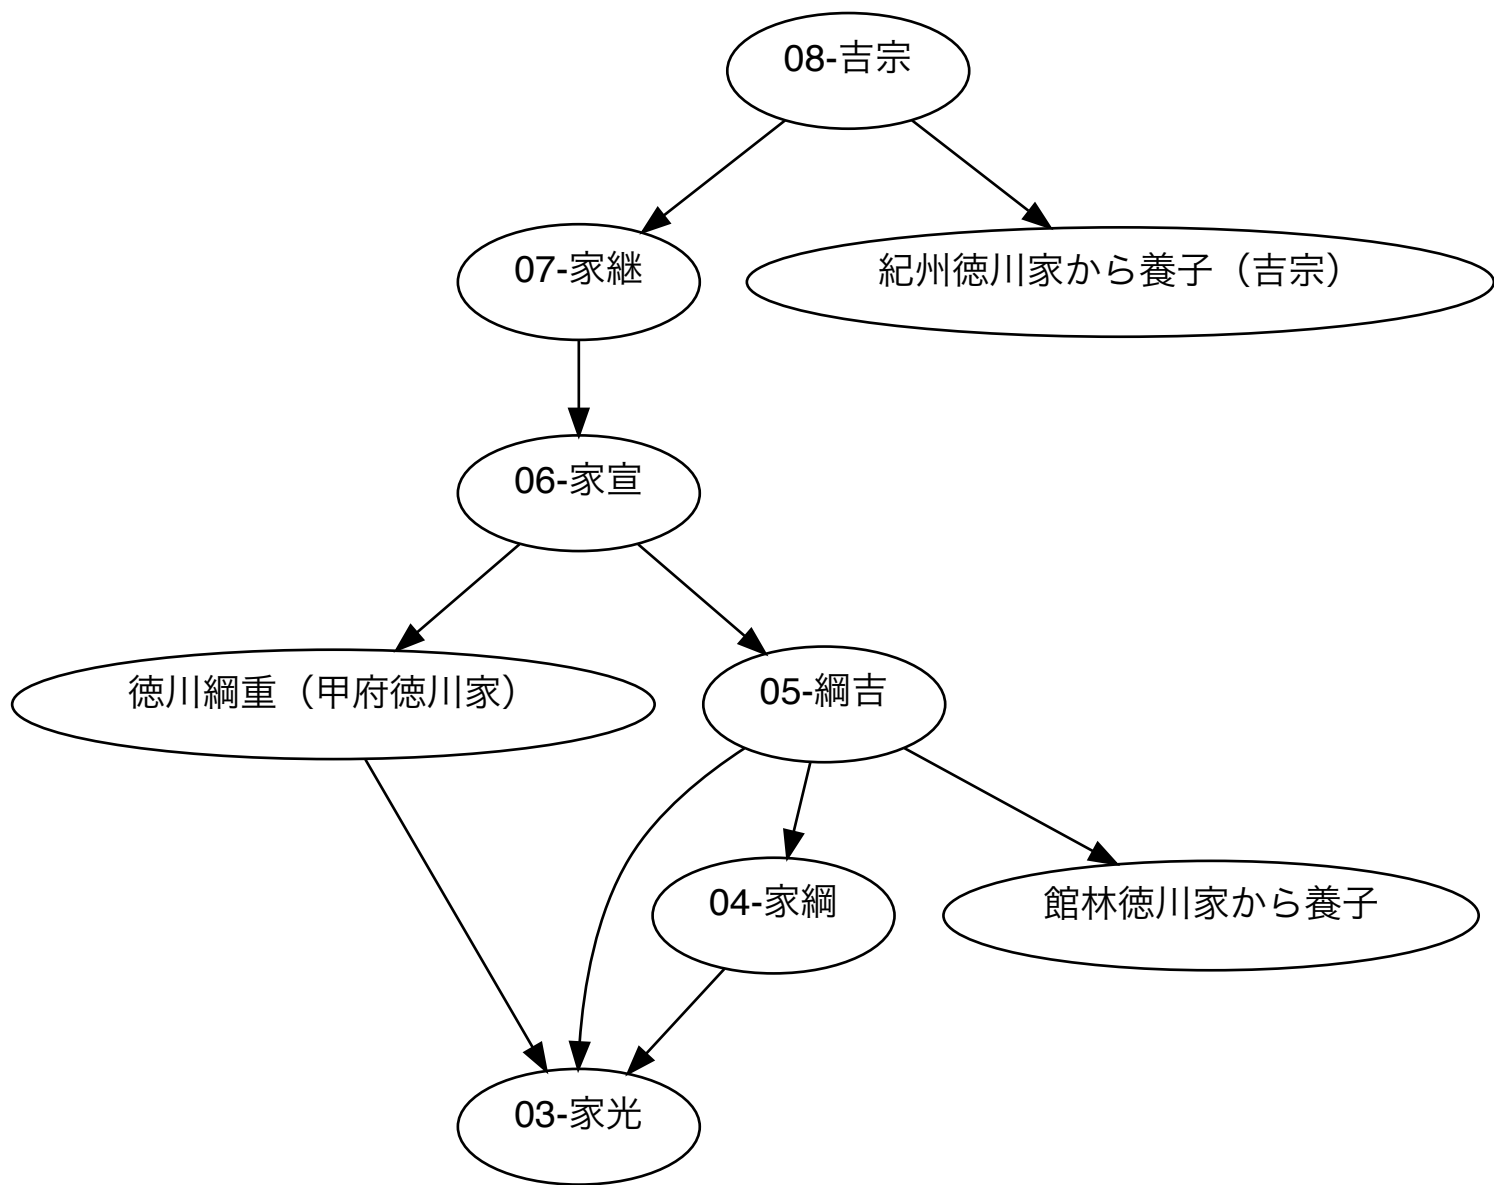 08-吉宗
07-家継
紀州徳川家から養子（吉宗）
06-家宣
徳川綱重（甲府徳川家）
05-綱吉
04-家綱
館林徳川家から養子
03-家光